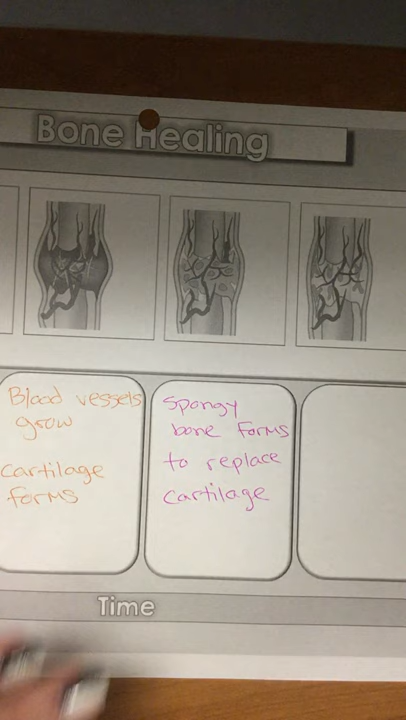 Bone Healing
Blood vessels
grow
Cartilage
forms
Spongy
bone forms
to replace
cartilage
Time